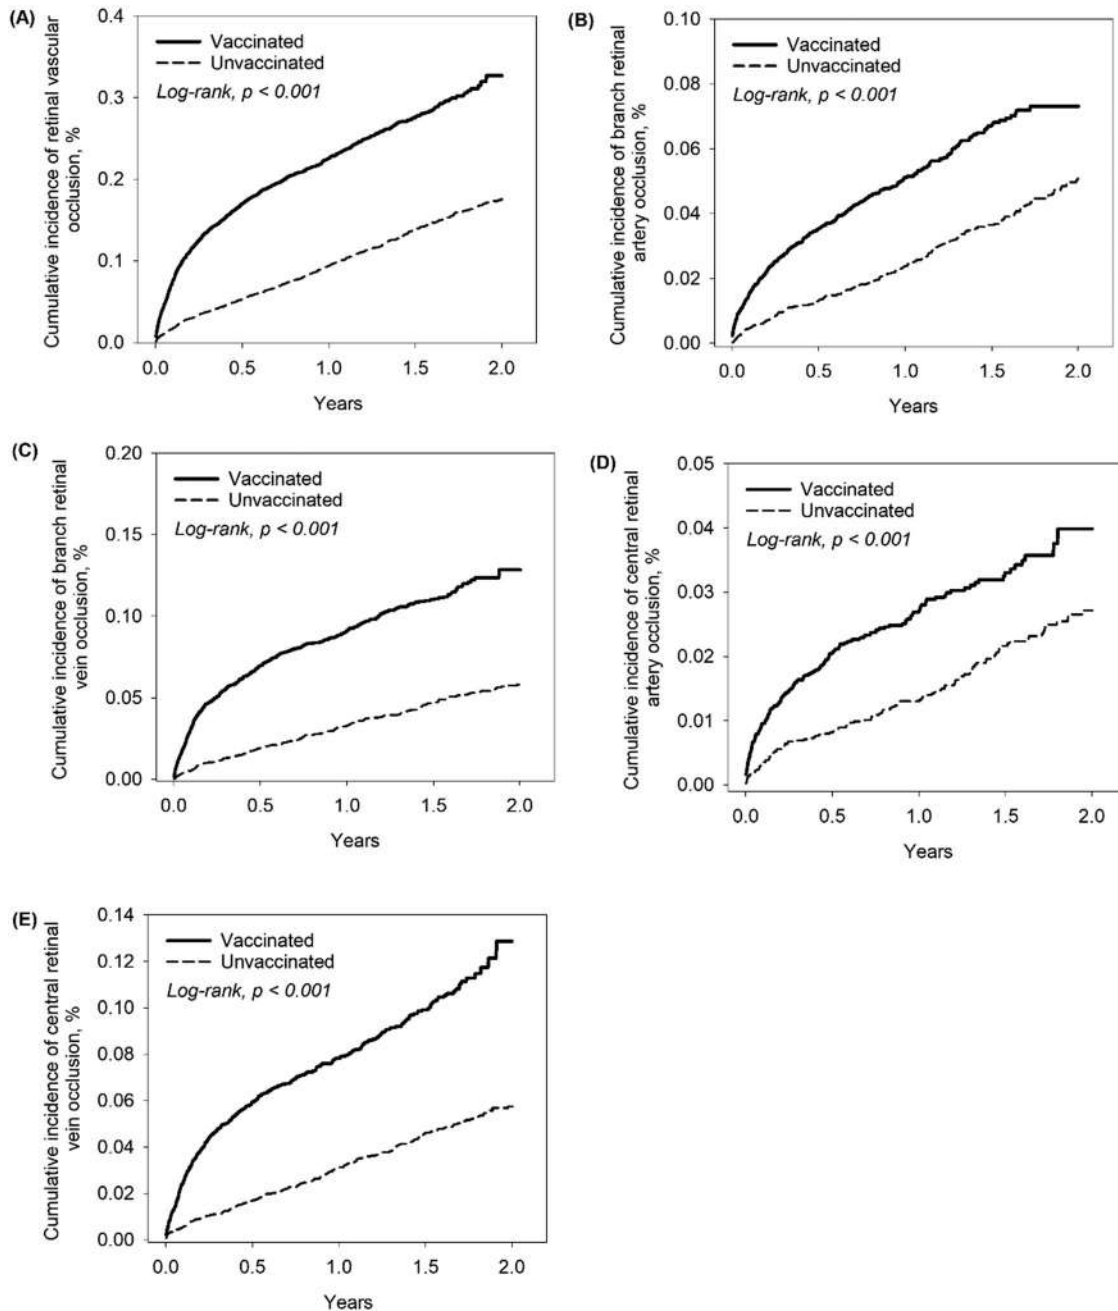 (A)
Cumulative incidence of retinal vascular
occlusion, %
0.4
0.3
0.2
0.1
0.0
Vaccinated
Unvaccinated
Log-rank, p < 0.001
0.0 0.5 1.0 1.5 2.0
Years
(B)
Cumulative incidence of branch retinal
artery occlusion, %
0.10
0.08
0.06
0.04
0.02
0.00
Vaccinated
Unvaccinated
Log-rank, p < 0.001
0.0 0.5 1.0 1.5 2.0
Years
(C)
Cumulative incidence of branch retinal
vein occlusion, %
0.20
0.15
0.10
0.05
0.00
Vaccinated
Unvaccinated
Log-rank, p < 0.001
0.0 0.5 1.0 1.5 2.0
Years
(D)
Cumulative incidence of central retinal
artery occlusion, %
0.05
0.04
0.03
0.02
0.01
0.00
Vaccinated
Unvaccinated
Log-rank, p < 0.001
0.0 0.5 1.0 1.5 2.0
Years
(E)
Cumulative incidence of central retinal
vein occlusion, %
0.14
0.12
0.10
0.08
0.06
0.04
0.02
0.00
Vaccinated
Unvaccinated
Log-rank, p < 0.001
0.0 0.5 1.0 1.5 2.0
Years